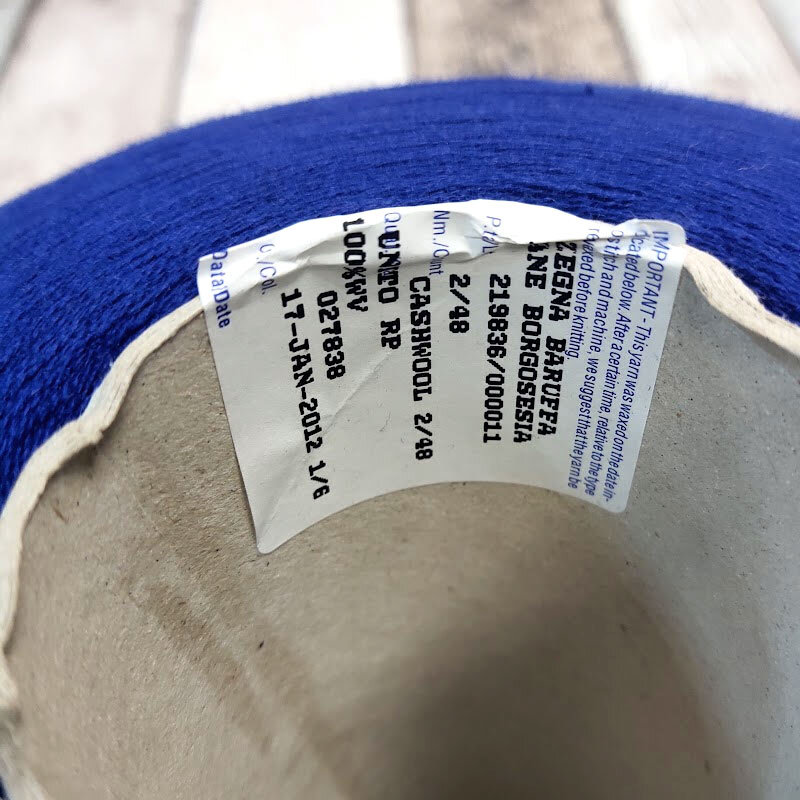 IMPORTANT - This yarn was waxed on the date in-
dicated below. After a certain time, relative to the type
of stitch and machine, we suggest that the yarn be
rewaxed before knitting.
ZEGNA BARUFFA
LANE BORGOSESIA
219836/000011
2/48
Nm./Cunt
CASHWOOL 2/48
UNITO RP
100%WV
/Col.
027838
Data/Date
17-JAN-2012 1/6